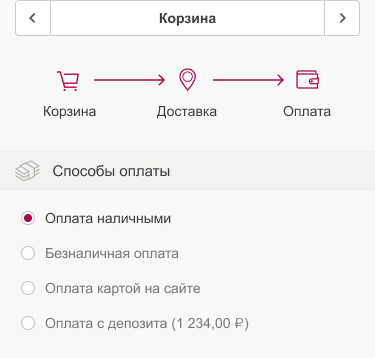 Корзина
Корзина Доставка Оплата
Способы оплаты
Оплата наличными
Безналичная оплата
Оплата картой на сайте
Оплата с депозита (1 234,00 ₽)